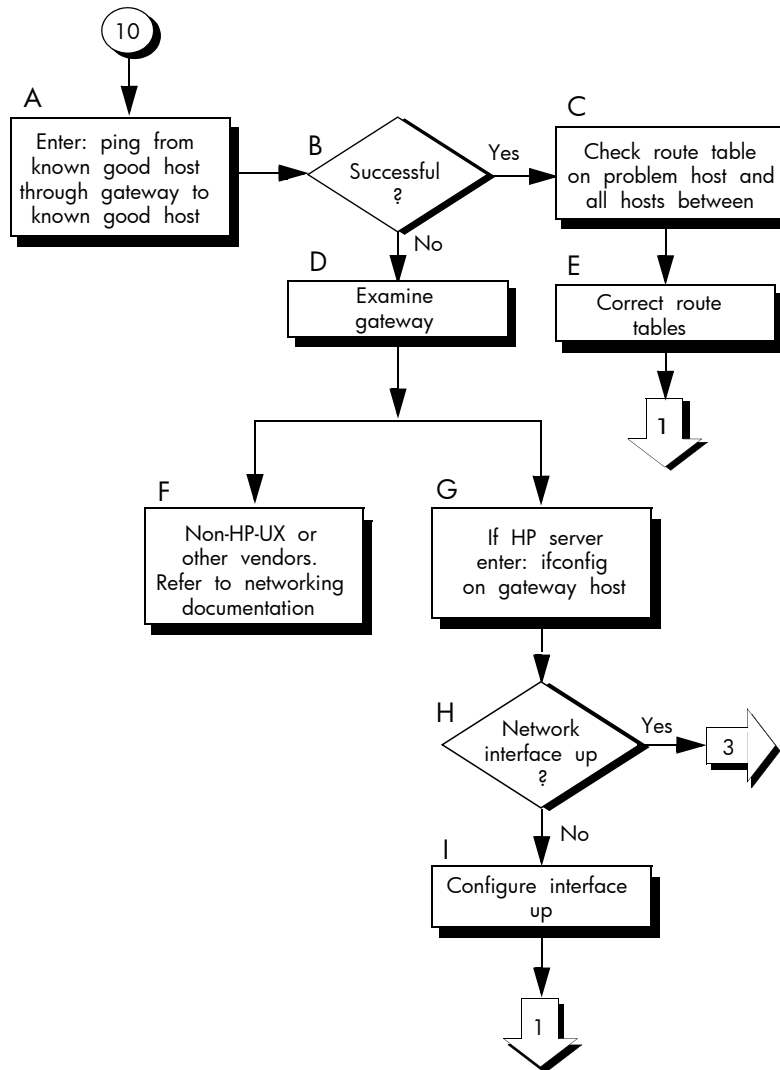 10
A
Enter: ping from
known good host
through gateway to
known good host
B
Successful
?
Yes
No
C
Check route table
on problem host and
all hosts between
D
Examine
gateway
E
Correct route
tables
1
F
Non-HP-UX or
other vendors.
Refer to networking
documentation
G
If HP server
enter: ifconfig
on gateway host
H
Network
interface up
?
Yes
3
No
I
Configure interface
up
1